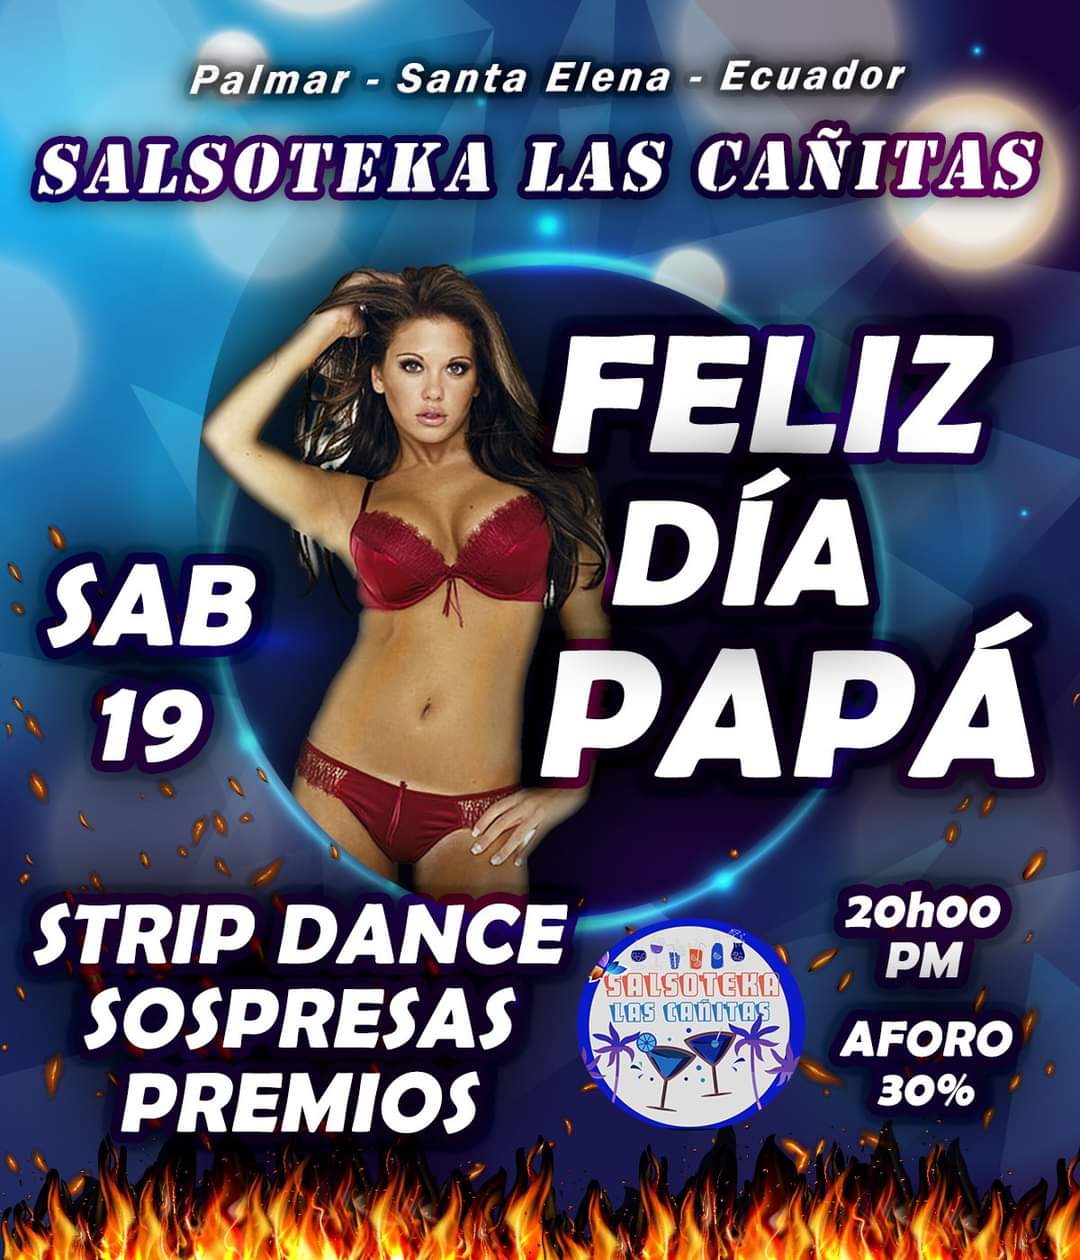 Palmar - Santa Elena - Ecuador
SALSOTEKA LAS CAÑITAS
FELIZ
DÍA
PAPÁ
SAB
19
STRIP DANCE
SOSPRESAS
PREMIOS
SALSOTEKA
LAS CAÑITAS
20h00
PM
AFORO
30%